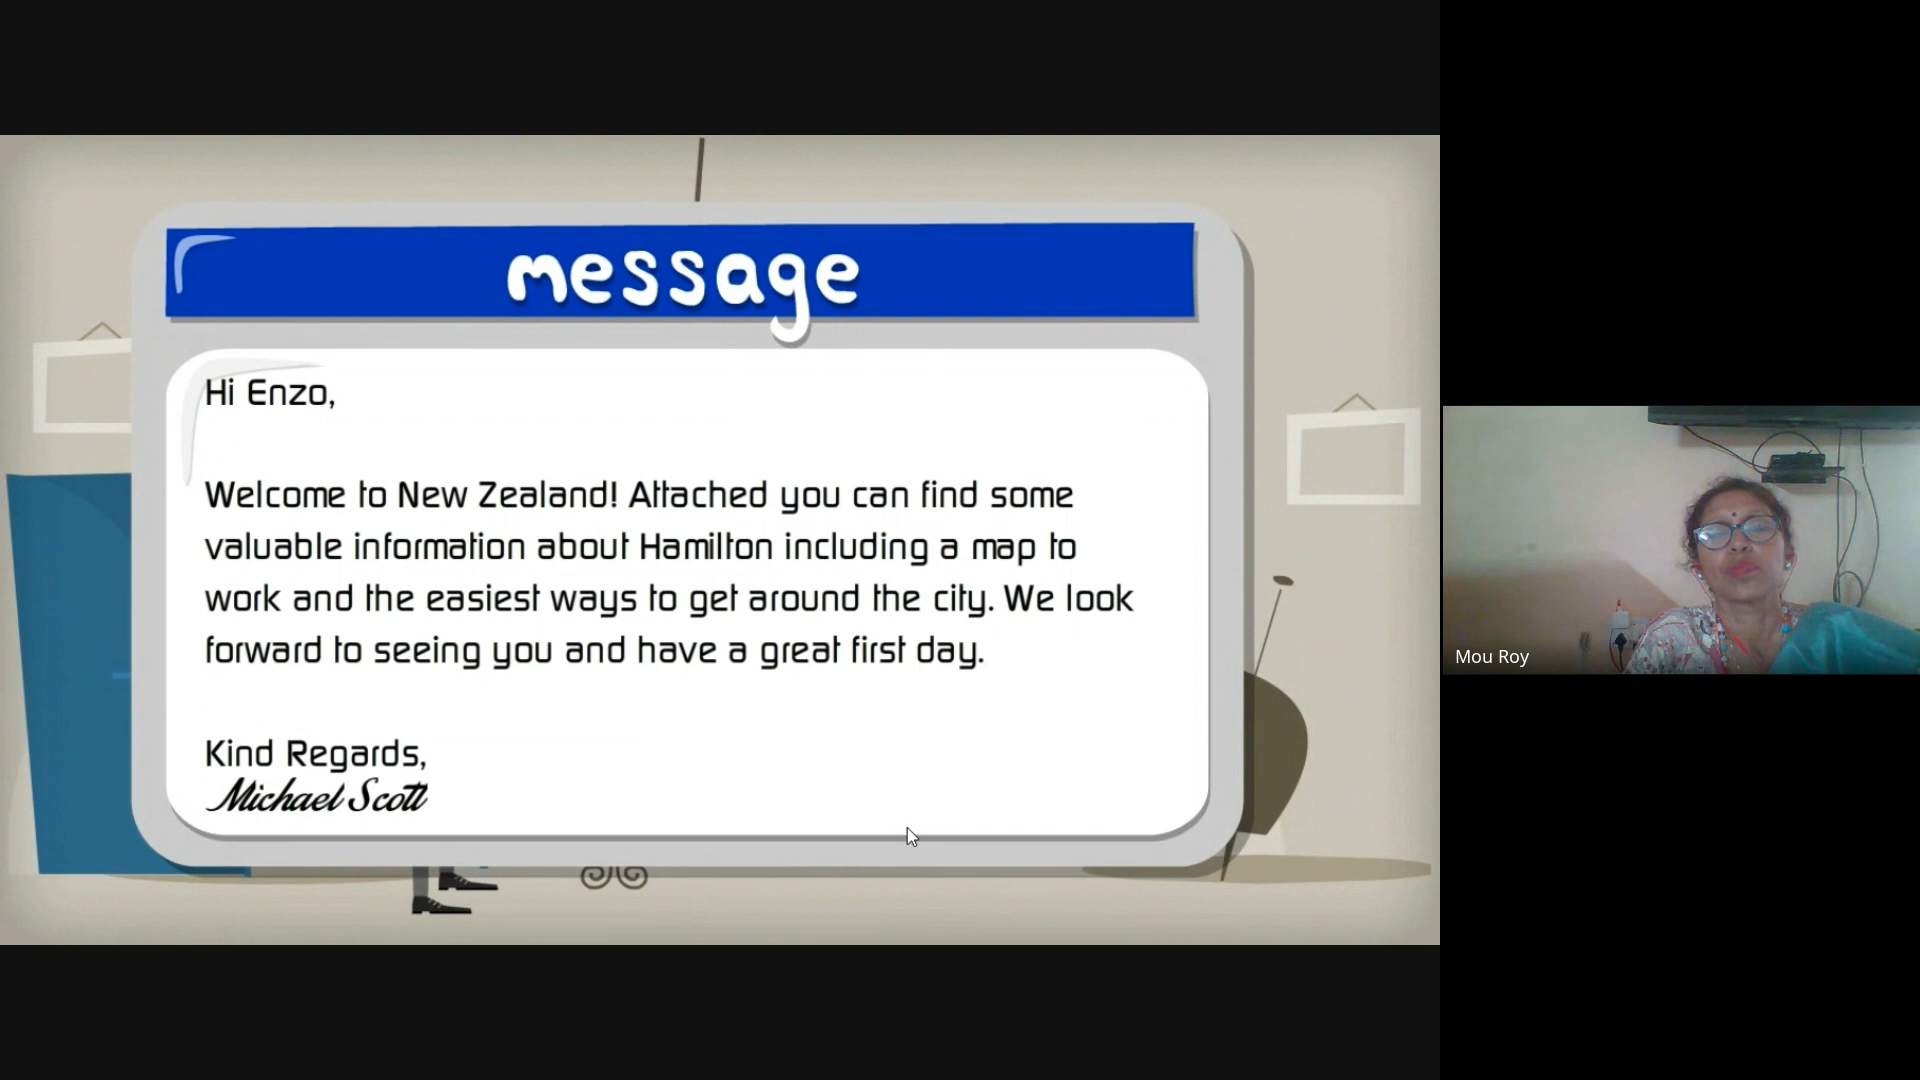 message
Hi Enzo,
Welcome to New Zealand! Attached you can find some
valuable information about Hamilton including a map to
work and the easiest ways to get around the city. We look
forward to seeing you and have a great first day.
Kind Regards,
Michael Scott
Mou Roy